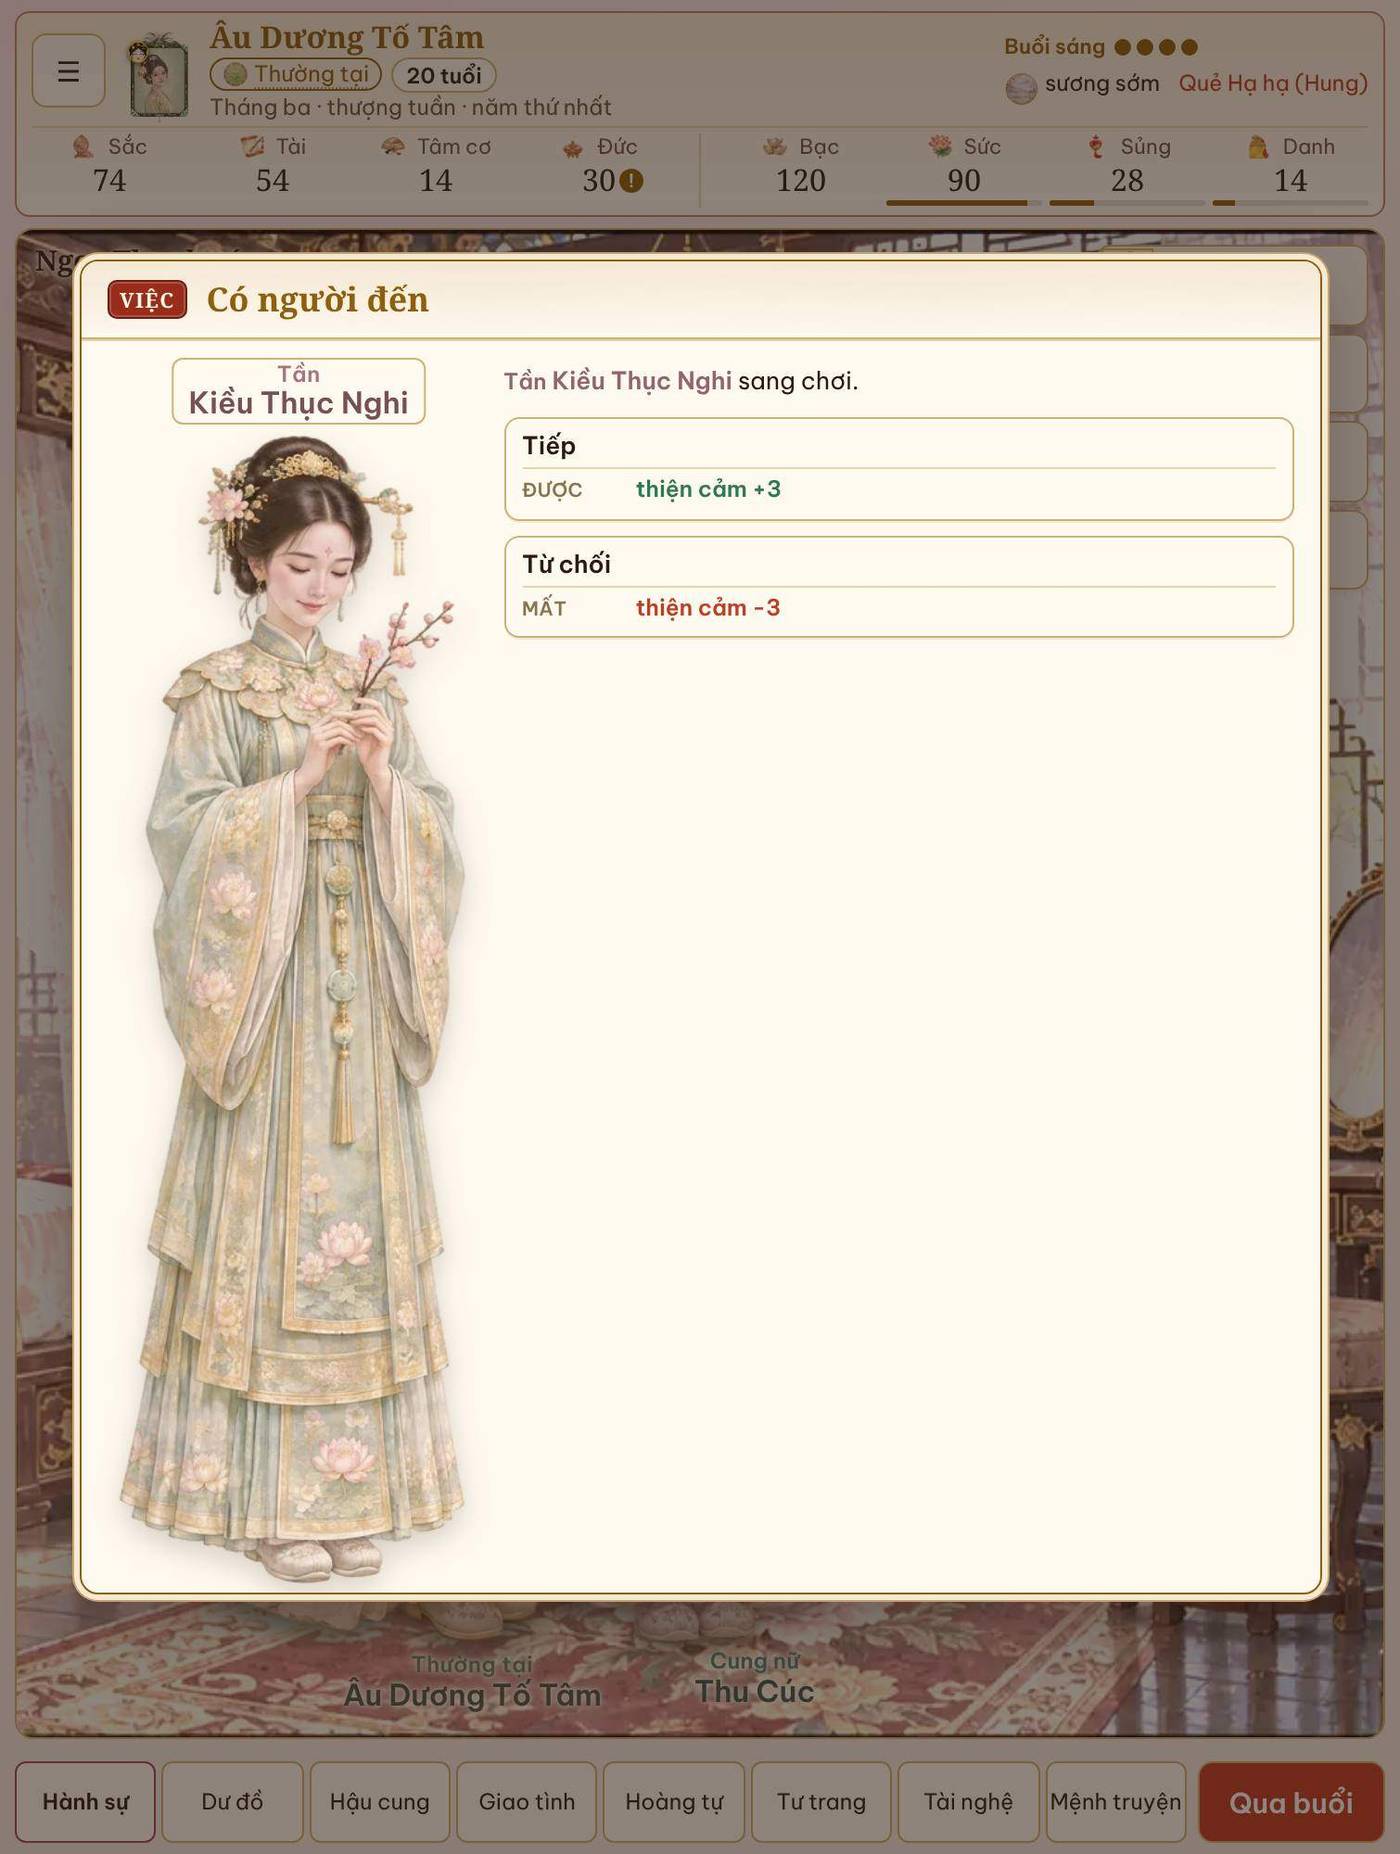 Âu Dương Tố Tâm
Thường tại
20 tuổi
Tháng ba · thượng tuần · năm thứ nhất
Buổi sáng
sương sớm Quẻ Hạ hạ (Hung)
Sắc Tài Tâm cơ Đức Bạc Sức Sủng Danh
74 54 14 30 ! 120 90 28 14
VIỆC Có người đến
Tần
Kiều Thục Nghi
Tần Kiều Thục Nghi sang chơi.
Tiếp
ĐƯỢC thiện cảm +3
Từ chối
MẤT thiện cảm -3
Thường tại
Âu Dương Tố Tâm
Cung nữ
Thu Cúc
Hành sự Dư đồ Hậu cung Giao tình Hoàng tự Tư trang Tài nghệ Mệnh truyện Qua buổi